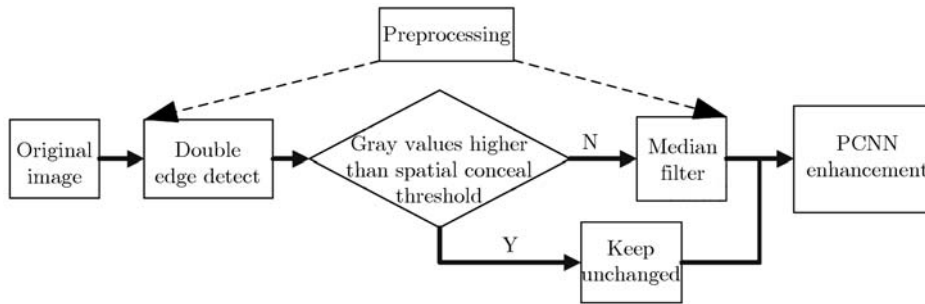 Preprocessing
Original
image
Double
edge detect
Gray values higher
than spatial conceal
threshold
N
Median
filter
PCNN
enhancement
Y
Keep
unchanged